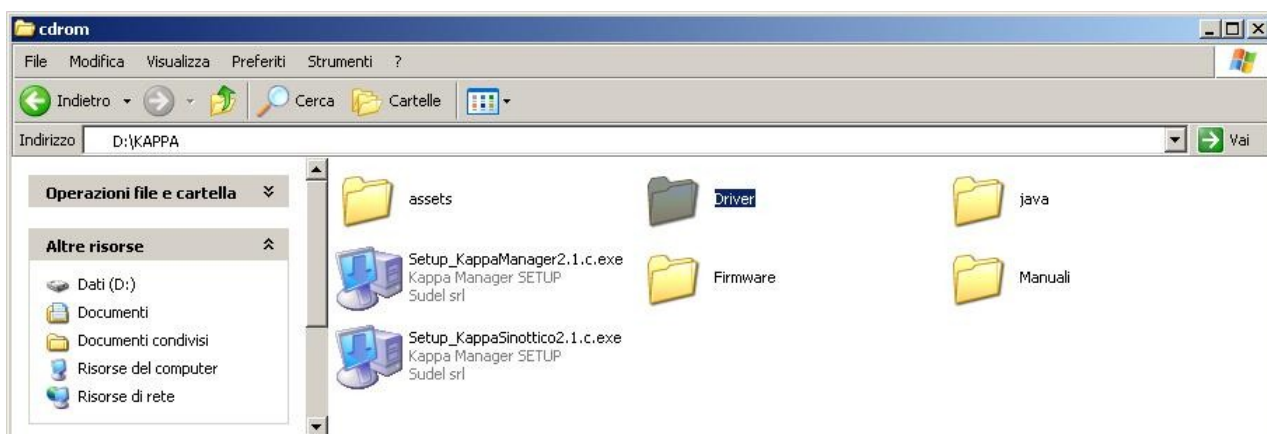 cdrom
File Modifica Visualizza Preferiti Strumenti ?
Indietro Cerca Cartelle
Indirizzo D:\KAPPA Vai
Operazioni file e cartella
Altre risorse
Dati (D:)
Documenti
Documenti condivisi
Risorse del computer
Risorse di rete
assets
Driver
java
Setup_KappaManager2.1.c.exe
Kappa Manager SETUP
Sudel srl
Firmware
Manuali
Setup_KappaSinottico2.1.c.exe
Kappa Manager SETUP
Sudel srl